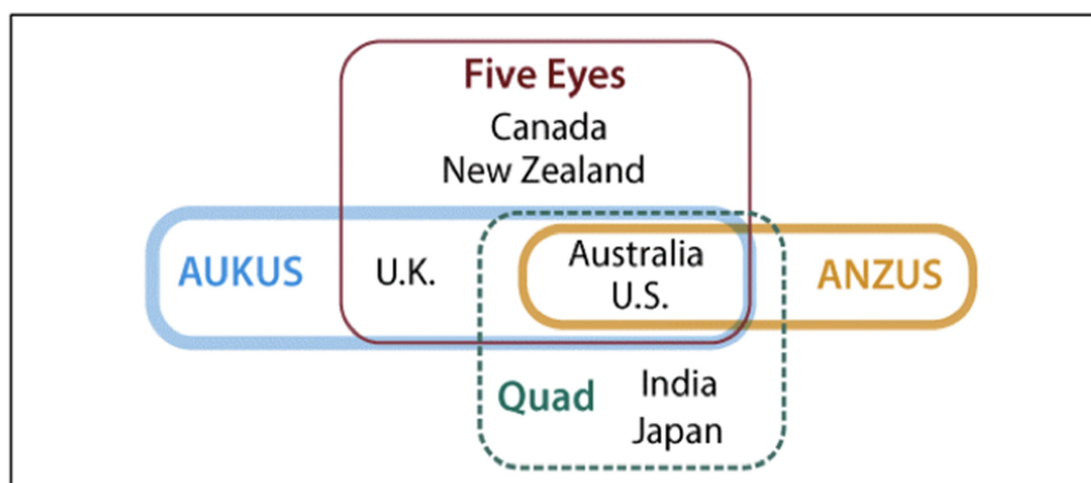 Five Eyes
Canada
New Zealand
AUKUS
U.K.
Australia
U.S.
ANZUS
Quad
India
Japan